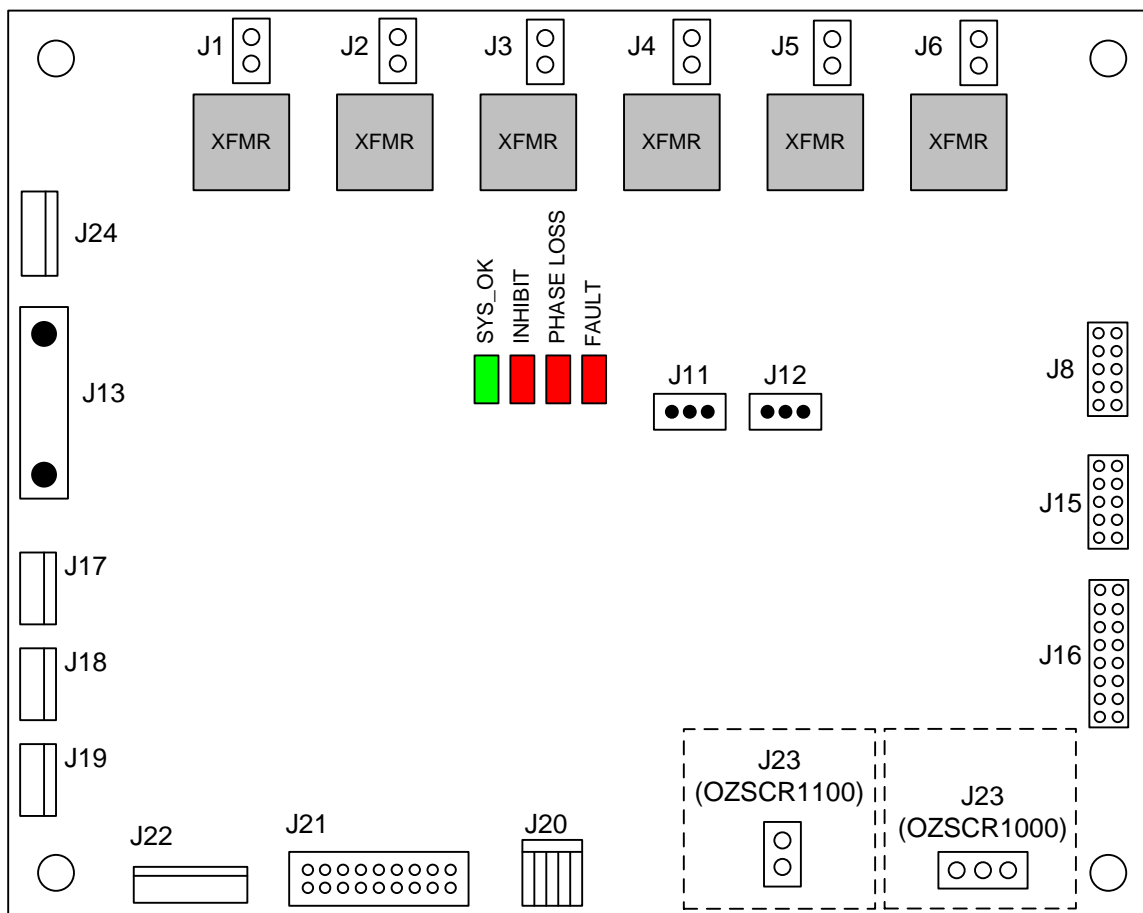 J1
J2
J3
J4
J5
J6
XFMR
XFMR
XFMR
XFMR
XFMR
XFMR
J24
SYS_OK
INHIBIT
PHASE LOSS
FAULT
J13
J11
J12
J8
J15
J17
J18
J16
J19
J23
(OZSCR1100)
J23
(OZSCR1000)
J22
J21
J20